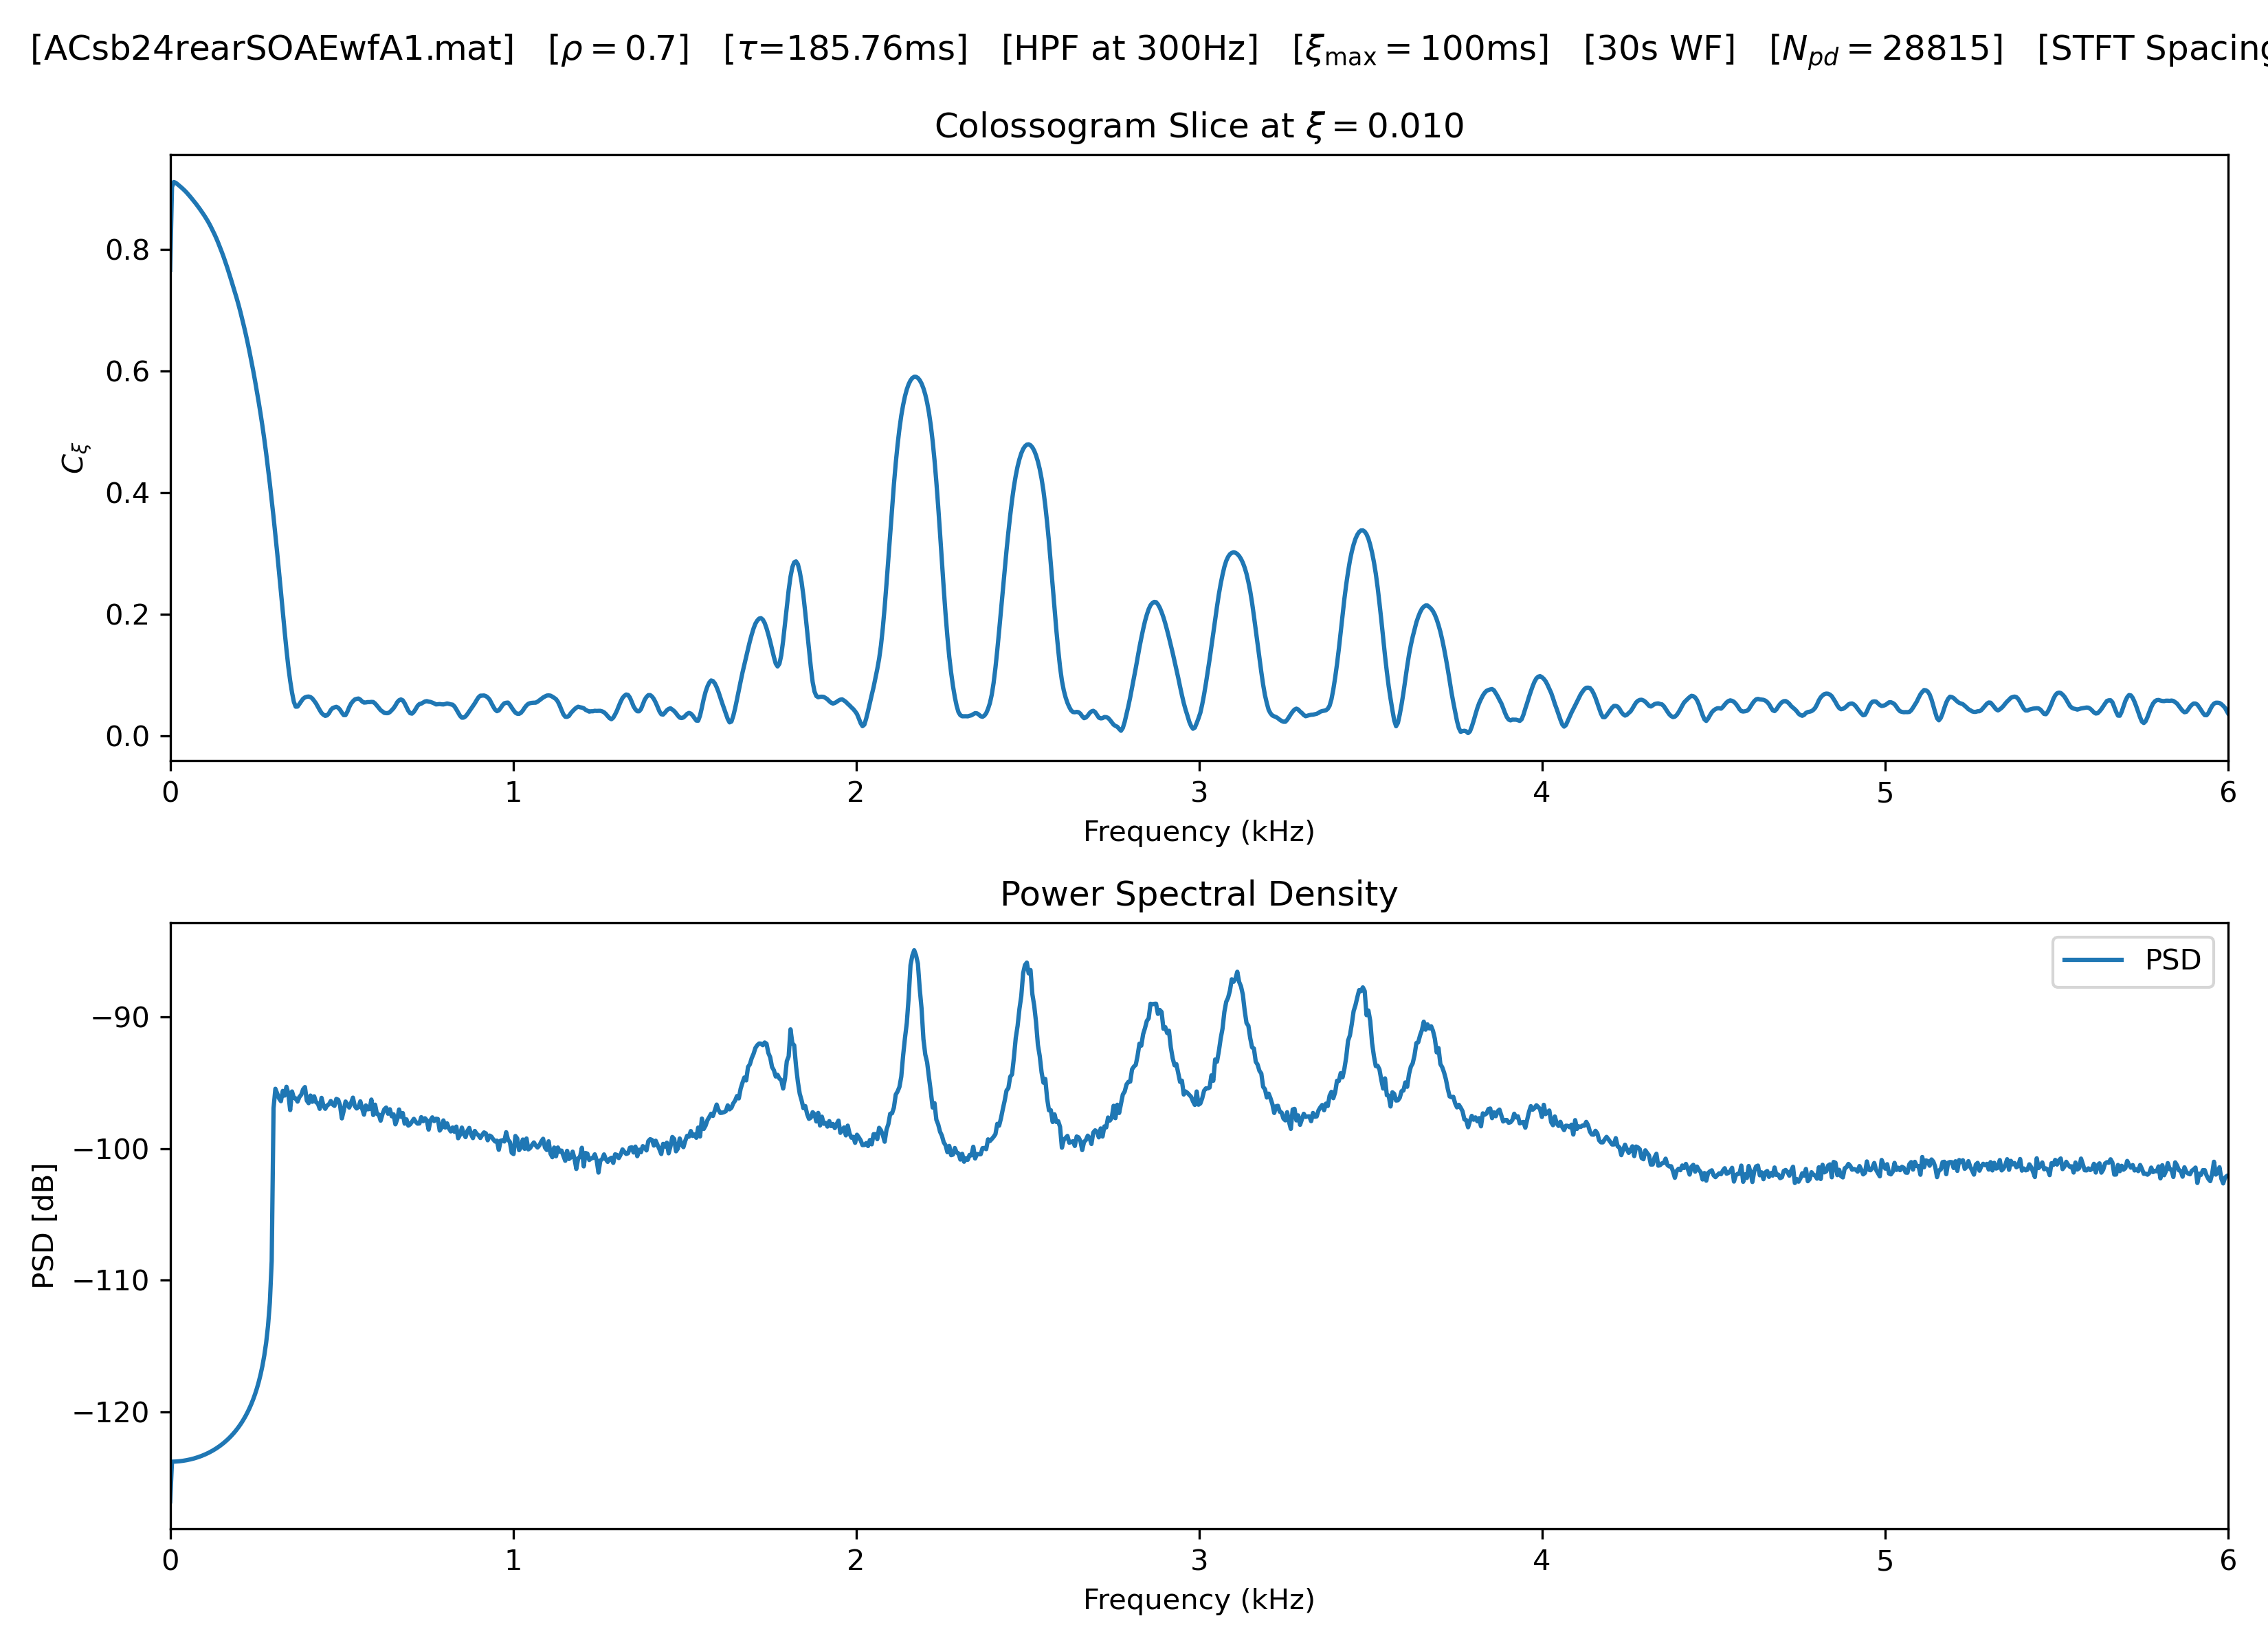 [ACsb24rearSOAEwfA1.mat] [ρ = 0.7] [τ=185.76ms] [HPF at 300Hz] [ξmax = 100ms] [30s WF] [Npd = 28815] [STFT Spacing
Colossogram Slice at ξ = 0.010
Cξ
0.8
0.6
0.4
0.2
0.0
0 1 2 3 4 5 6
Frequency (kHz)
Power Spectral Density
PSD
PSD [dB]
−90
−100
−110
−120
0 1 2 3 4 5 6
Frequency (kHz)